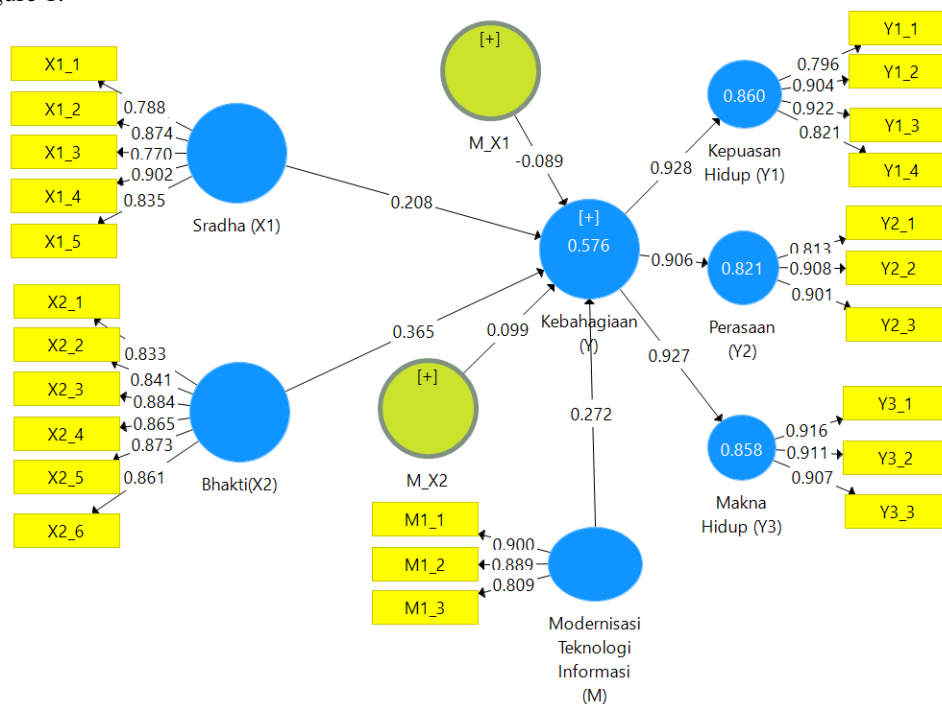 gure 1.
X1_1
X1_2
X1_3
X1_4
X1_5
0.788
0.874
0.770
0.902
0.835
Sradha (X1)
X2_1
X2_2
X2_3
X2_4
X2_5
X2_6
0.833
0.841
0.884
0.865
0.873
0.861
Bhakti(X2)
[+]
M_X1
-0.089
0.208
0.365
[+]
M_X2
0.099
[+]
0.576
Kebahagiaan
(Y)
0.272
M1_1
M1_2
M1_3
0.900
0.889
0.809
Modernisasi
Teknologi
Informasi
(M)
0.928
0.906
0.927
0.860
Kepuasan
Hidup (Y1)
0.796
0.904
0.922
0.821
Y1_1
Y1_2
Y1_3
Y1_4
0.821
Perasaan
(Y2)
0.813
0.908
0.901
Y2_1
Y2_2
Y2_3
0.858
Makna
Hidup (Y3)
0.916
0.911
0.907
Y3_1
Y3_2
Y3_3